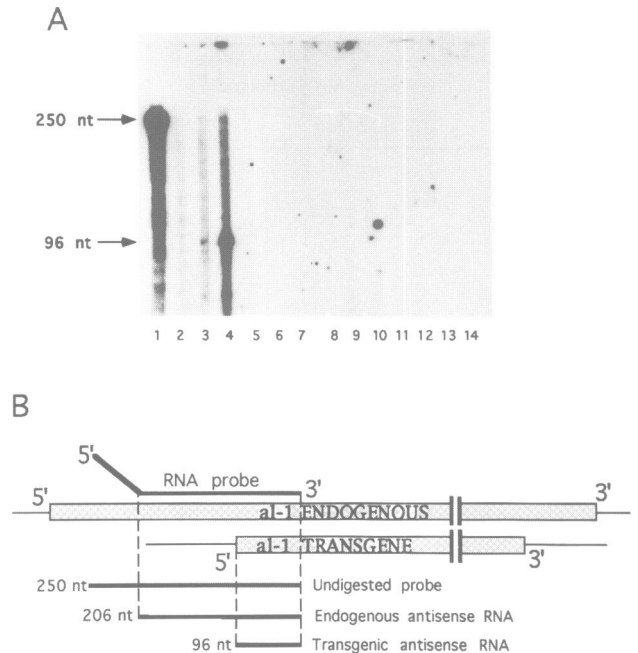 A
250 nt
96 nt
1 2 3 4 5 6 7 8 9 10 11 12 13 14
B
5'
RNA probe
3'
5'
3'
al-1 ENDOGENOUS
al-1 TRANSGENE
5'
3'
250 nt
Undigested probe
206 nt
Endogenous antisense RNA
96 nt
Transgenic antisense RNA